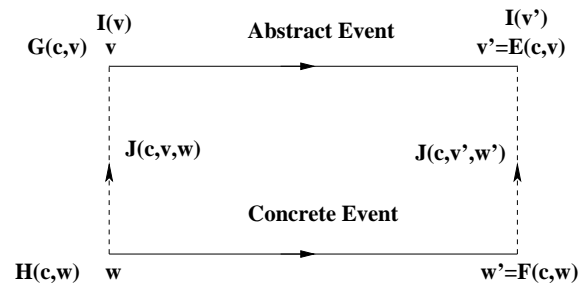 I(v) I(v')
G(c,v) v Abstract Event v'=E(c,v)
J(c,v,w) J(c,v',w')
Concrete Event
H(c,w) w w'=F(c,w)